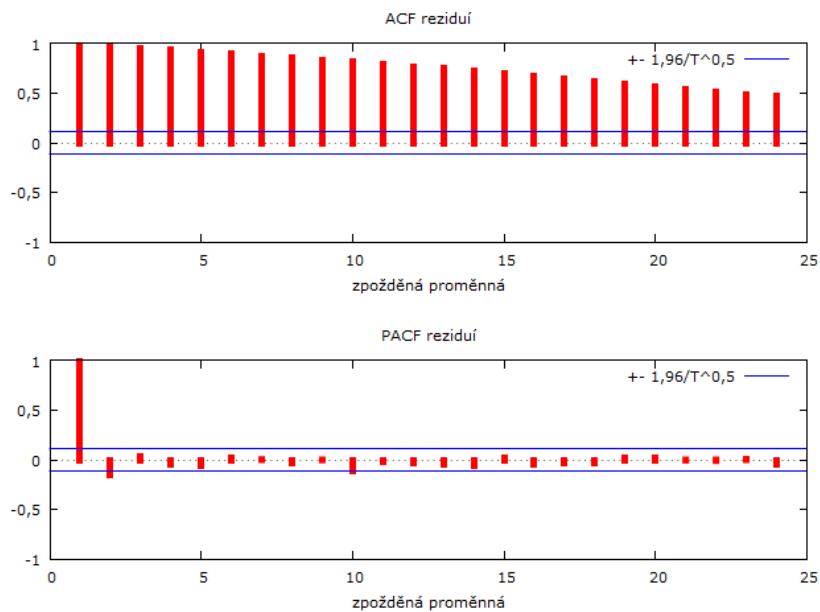 ACF reziduí
+- 1,96/T^0,5
1
0,5
0
-0,5
-1
0 5 10 15 20 25
zpožděná proměnná
PACF reziduí
+- 1,96/T^0,5
1
0,5
0
-0,5
-1
0 5 10 15 20 25
zpožděná proměnná